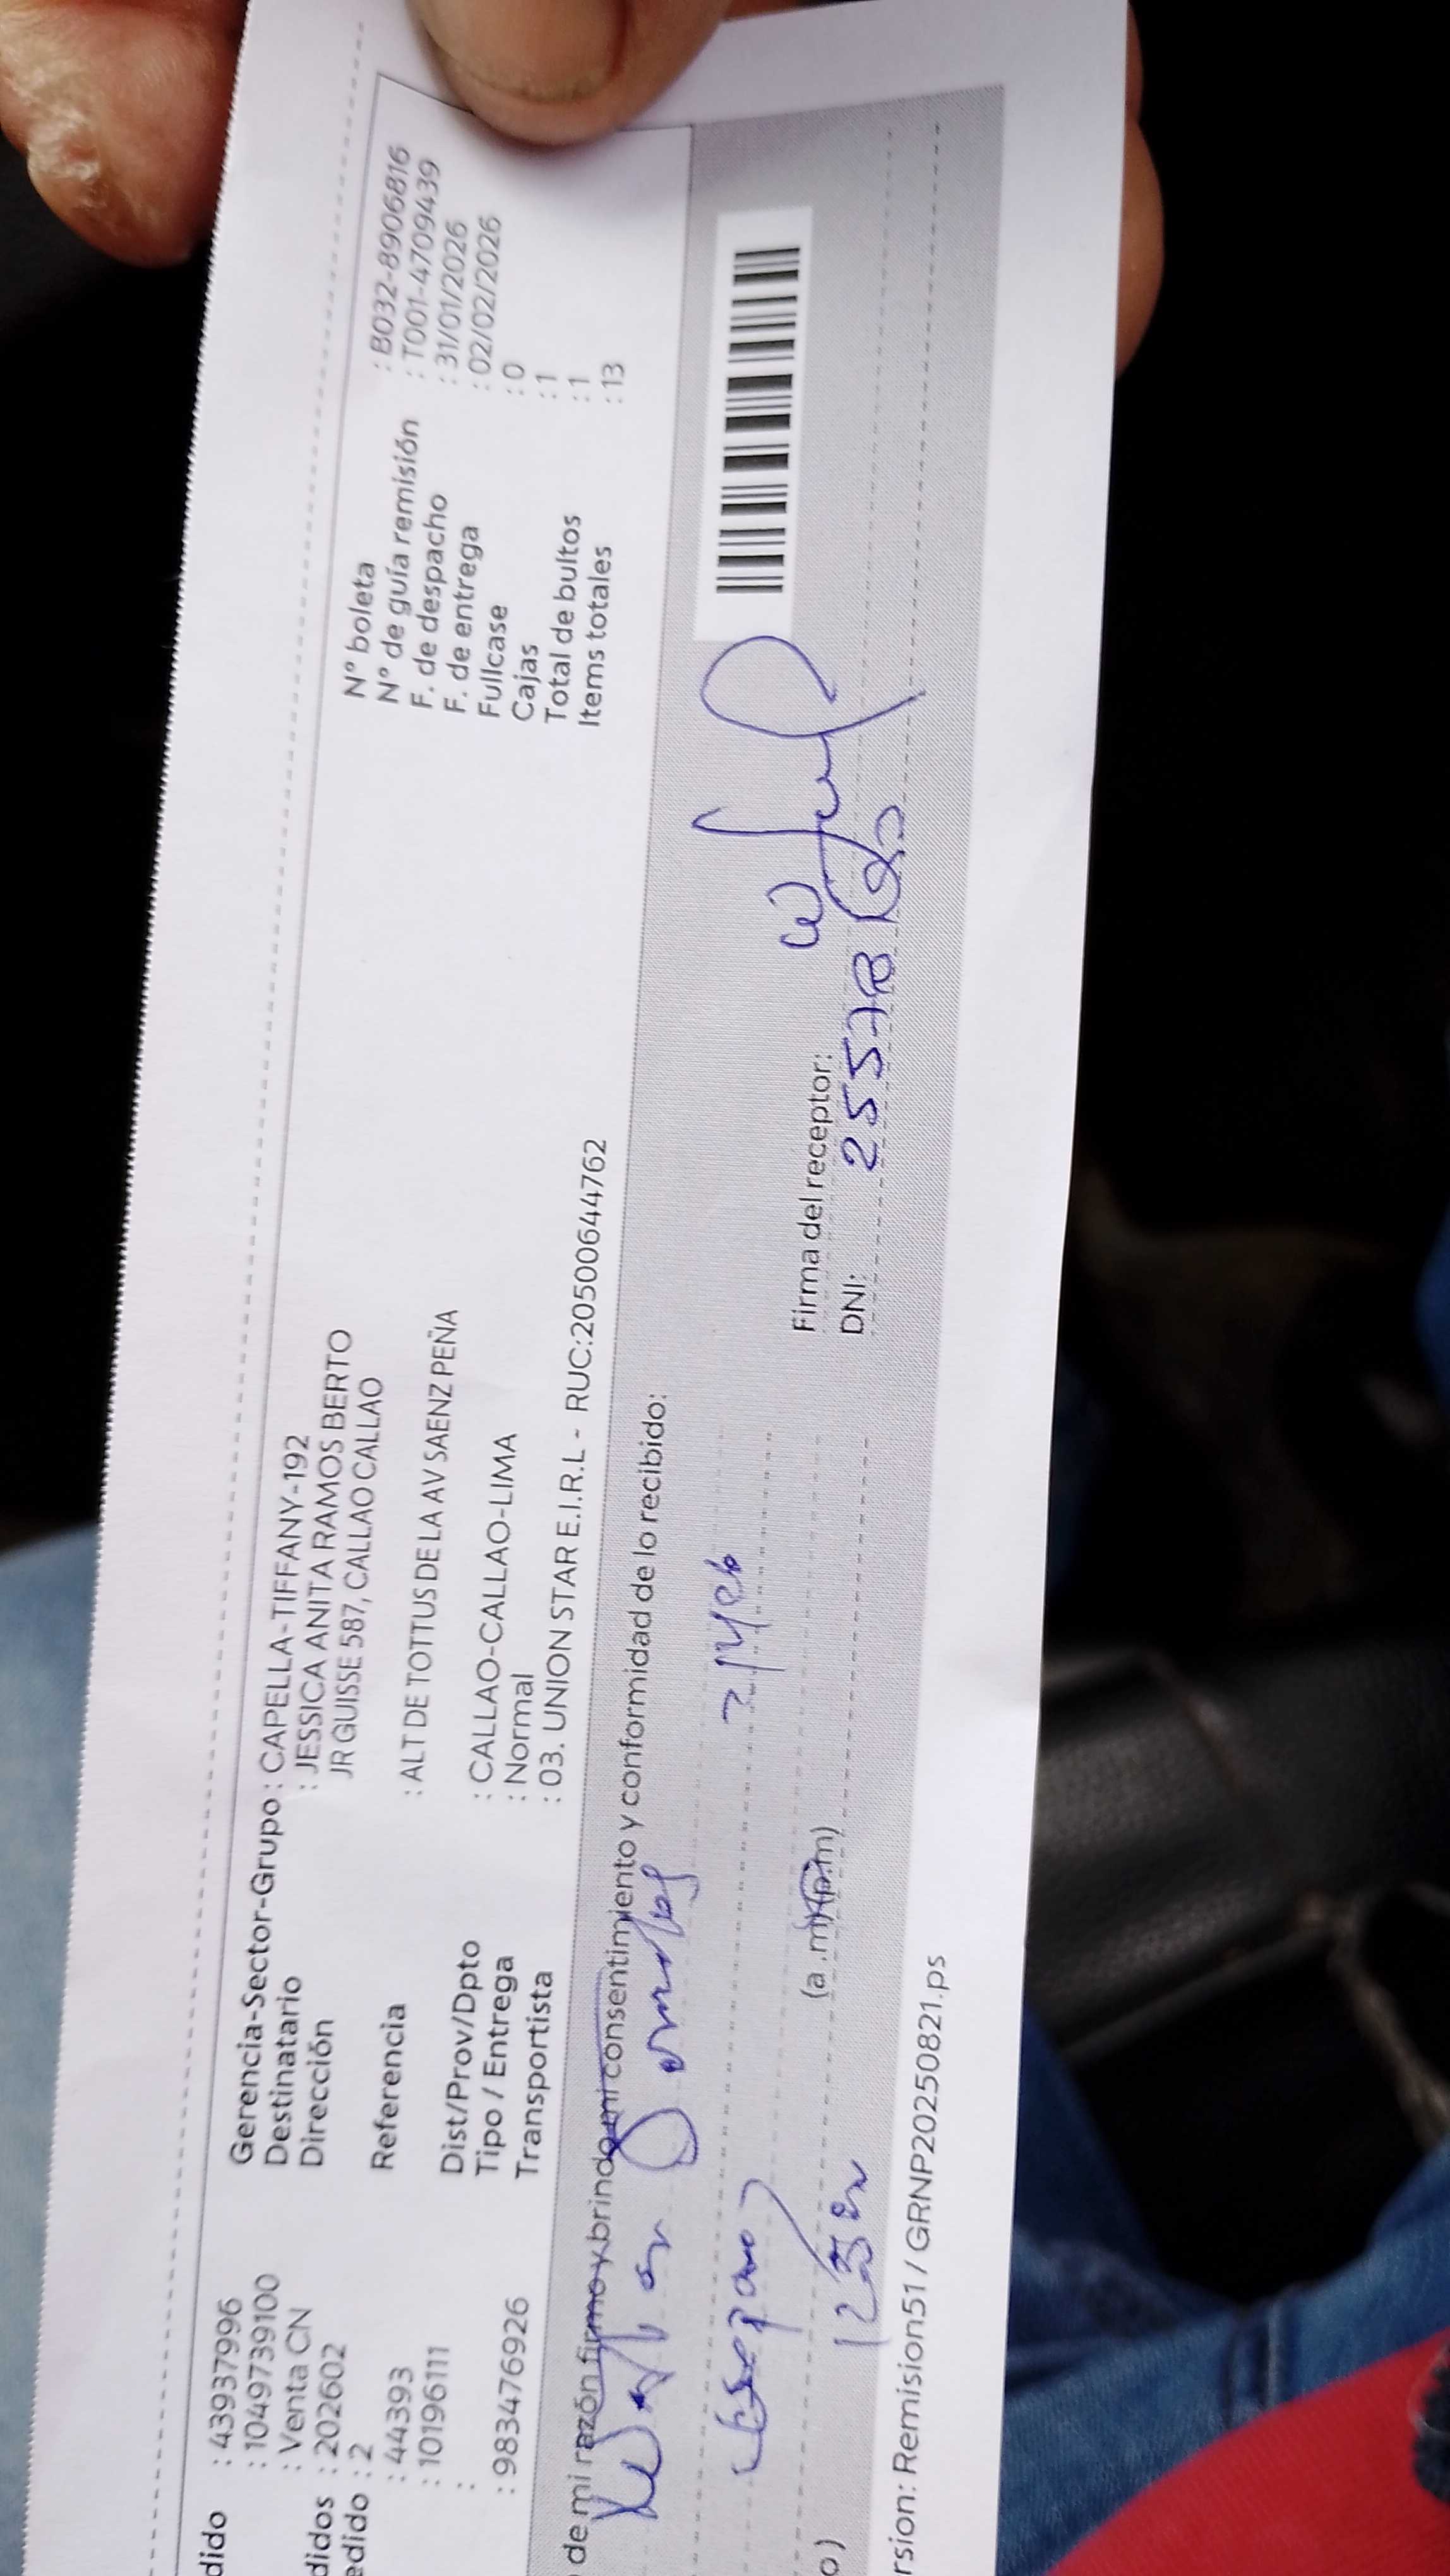 dido : 43937996
: 1049739100
: Venta CN
didos : 202602
edido : 2
: 44393
: 10196111
:
: 983476926
Gerencia-Sector-Grupo : CAPELLA-TIFFANY-192
Destinatario : JESSICA ANITA RAMOS BERTO
Dirección JR GUISSE 587, CALLAO CALLAO
Referencia : ALT DE TOTTUS DE LA AV SAENZ PEÑA
Dist/Prov/Dpto : CALLAO-CALLAO-LIMA
Tipo / Entrega : Normal
Transportista : 03. UNION STAR E.I.R.L - RUC:20500644762
N° boleta : B032-8906816
N° de guía remisión : T001-4709439
F. de despacho : 31/01/2026
F. de entrega : 02/02/2026
Fullcase : 0
Cajas : 1
Total de bultos : 1
Items totales : 13
de mi razón firmo y brindo mi consentimiento y conformidad de lo recibido:
(a.m/p.m)
Firma del receptor:
DNI: 25578
o)
rsion: Remision51 / GRNP20250821.ps